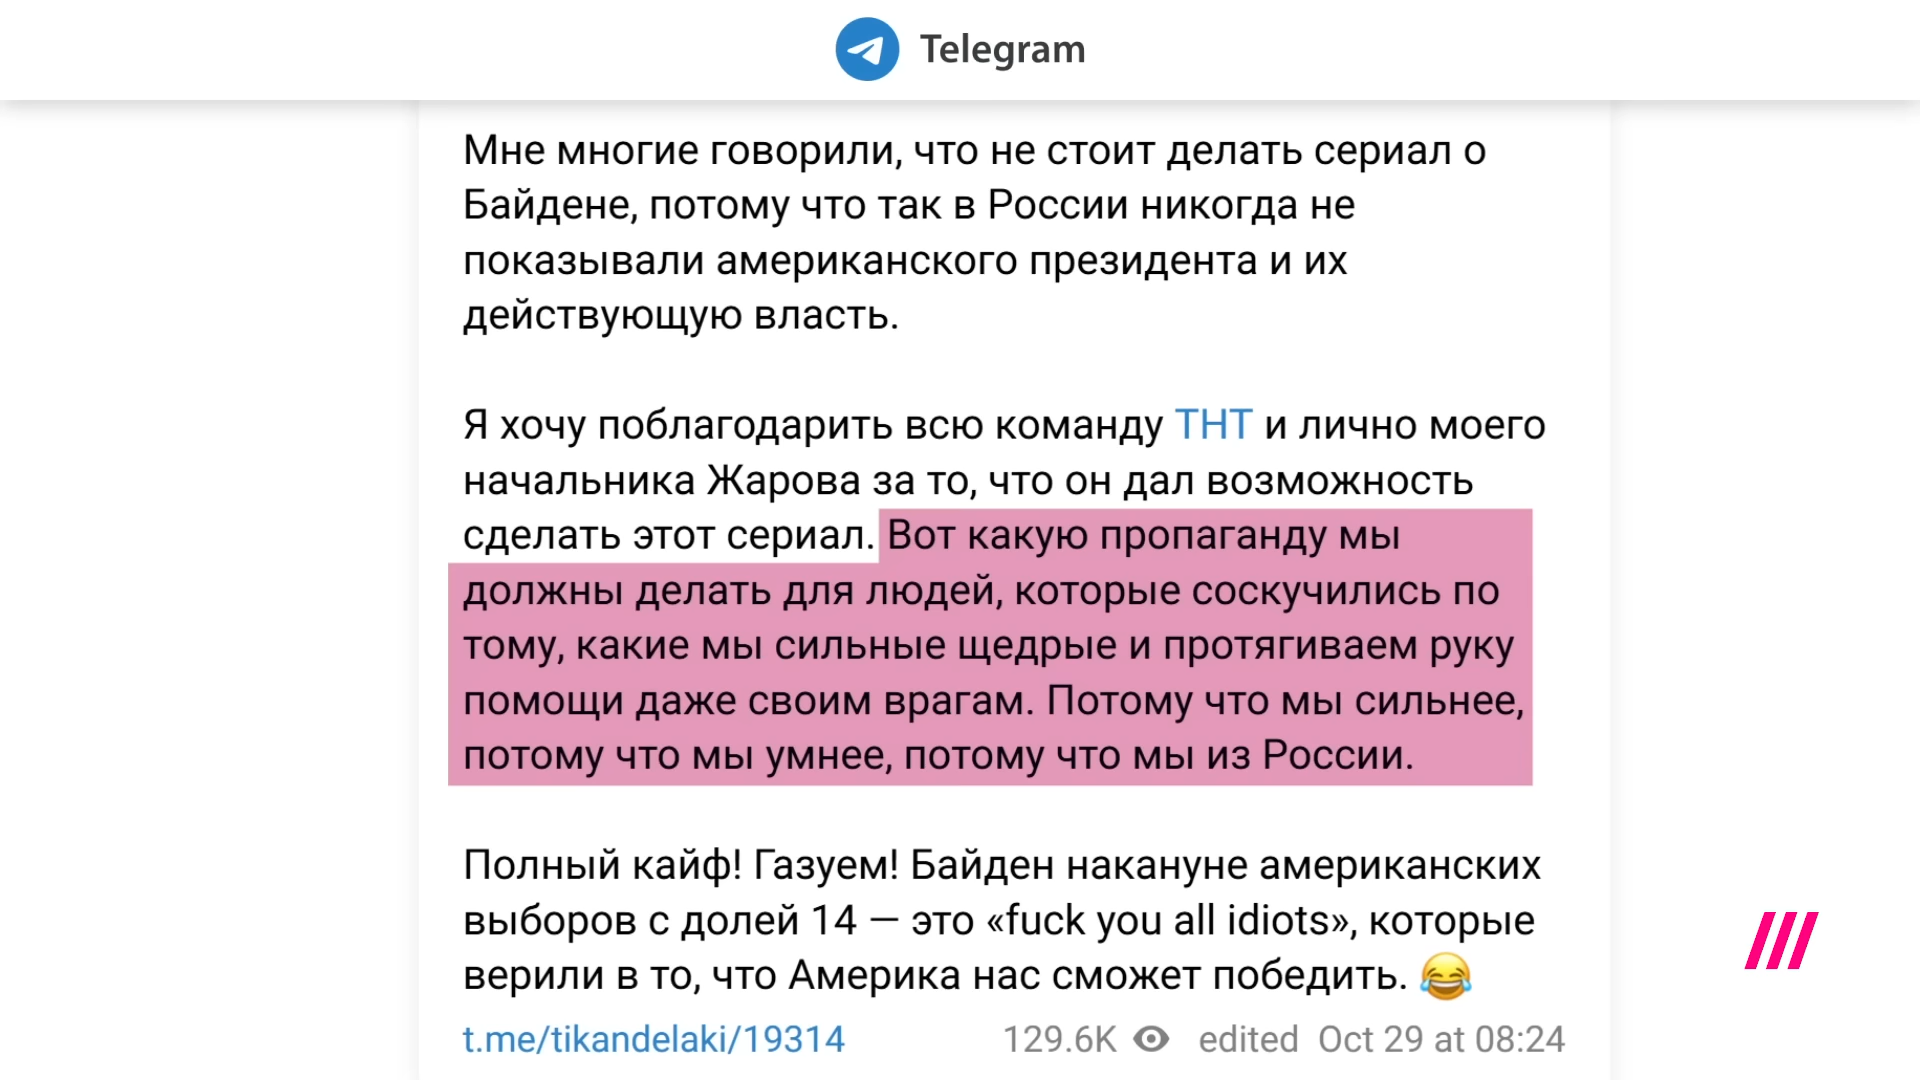 Telegram
Мне многие говорили, что не стоит делать сериал о
Байдене, потому что так в России никогда не
показывали американского президента и их
действующую власть.
Я хочу поблагодарить всю команду ТНТ и лично моего
начальника Жарова за то, что он дал возможность
сделать этот сериал. Вот какую пропаганду мы
должны делать для людей, которые соскучились по
тому, какие мы сильные щедрые и протягиваем руку
помощи даже своим врагам. Потому что мы сильнее,
потому что мы умнее, потому что мы из России.
Полный кайф! Газуем! Байден накануне американских
выборов с долей 14 — это «fuck you all idiots», которые
верили в то, что Америка нас сможет победить. 😂
t.me/tikandelaki/19314 129.6K edited Oct 29 at 08:24